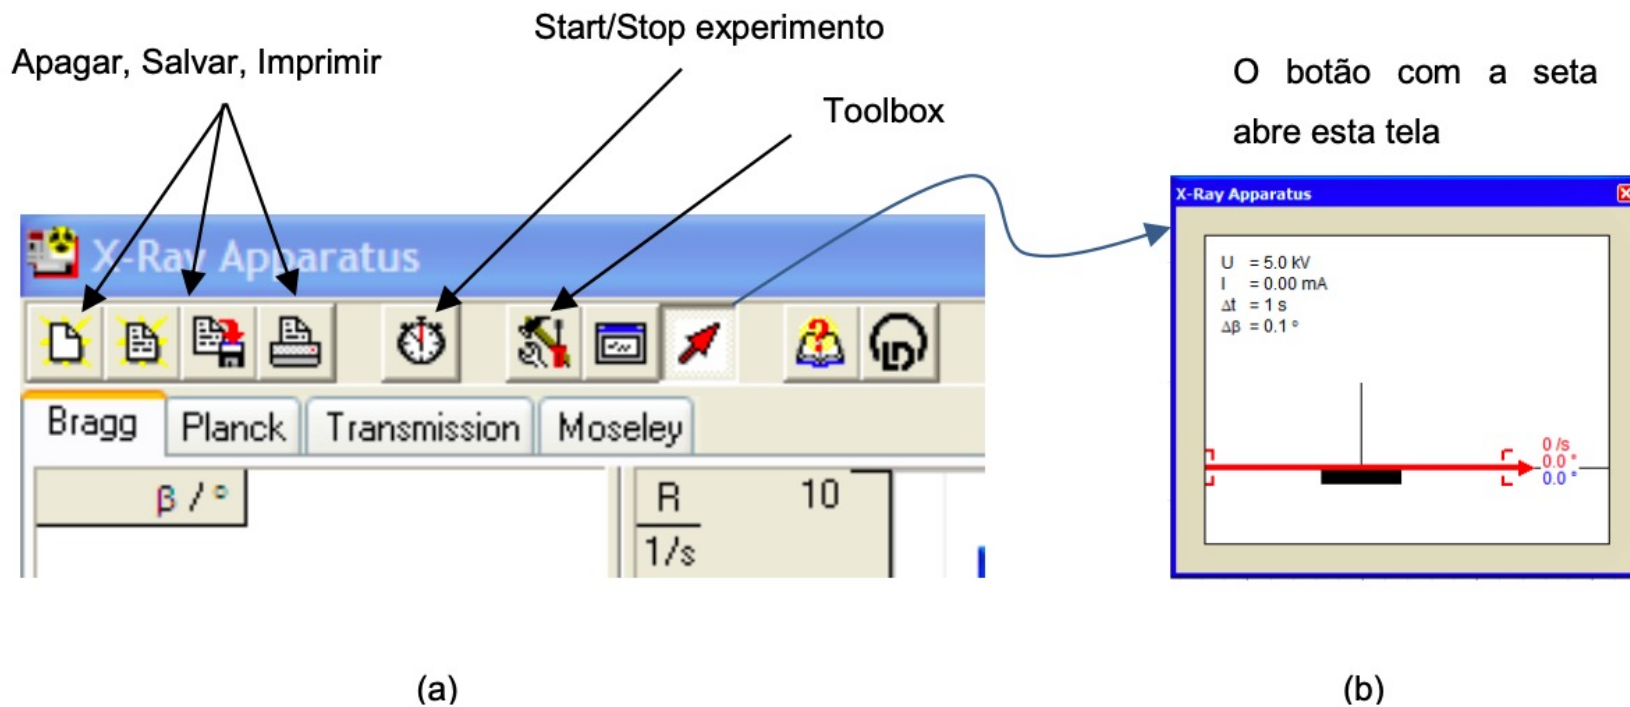 Start/Stop experimento
Apagar, Salvar, Imprimir
Toolbox
O botão com a seta
abre esta tela
X-Ray Apparatus
Bragg
Planck
Transmission
Moseley
β / °
R
1/s
10
X-Ray Apparatus
U = 5.0 kV
I = 0.00 mA
Δt = 1 s
Δβ = 0.1 °
0 /s
0.0 °
0.0 °
(a)
(b)